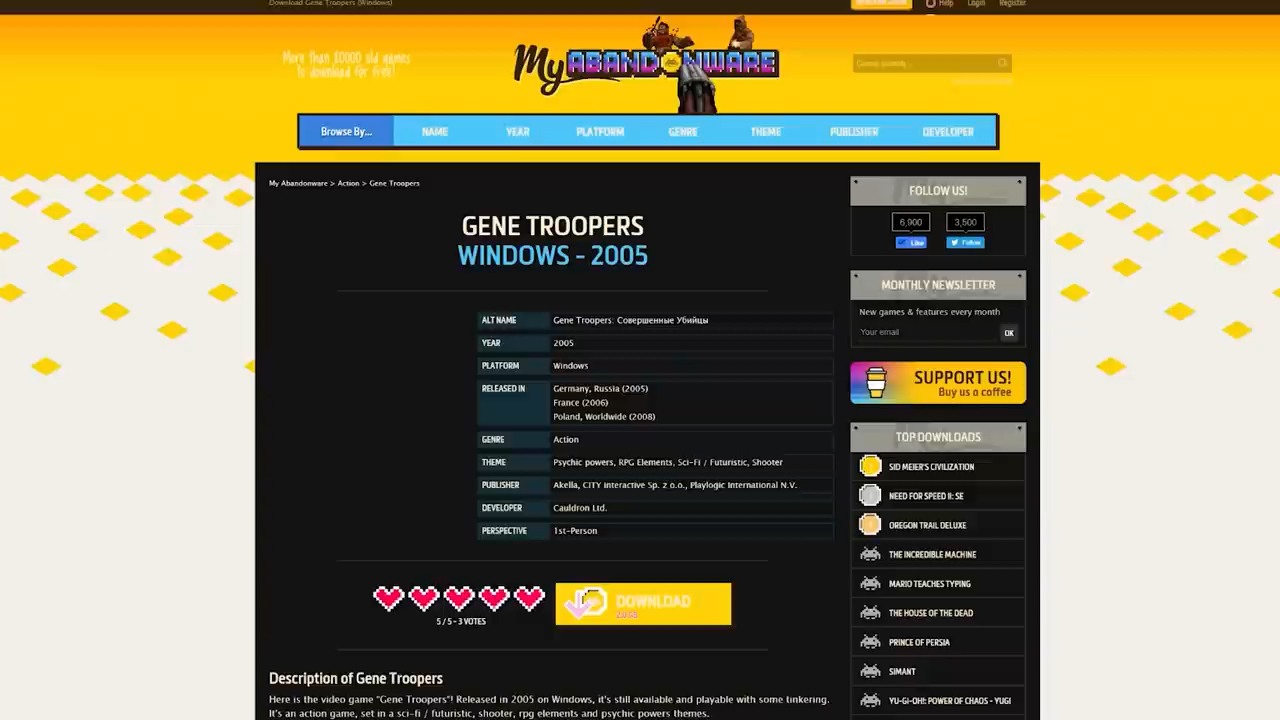 Download Gene Troopers (Windows)
Help
Login
Register
More than 10000 old games
to download for free!
My ABANDONWARE
Browse By...
NAME
YEAR
PLATFORM
GENRE
THEME
PUBLISHER
DEVELOPER
My Abandonware > Action > Gene Troopers
GENE TROOPERS
WINDOWS - 2005
ALT NAME Gene Troopers: Совершенные Убийцы
YEAR 2005
PLATFORM Windows
RELEASED IN Germany, Russia (2005)
France (2006)
Poland, Worldwide (2008)
GENRE Action
THEME Psychic powers, RPG Elements, Sci-Fi / Futuristic, Shooter
PUBLISHER Akella, CITY Interactive Sp. z o.o., Playlogic International N.V.
DEVELOPER Cauldron Ltd.
PERSPECTIVE 1st-Person
5 / 5 - 3 VOTES
DOWNLOAD
Description of Gene Troopers
Here is the video game "Gene Troopers"! Released in 2005 on Windows, it's still available and playable with some tinkering.
It's an action game, set in a sci-fi / futuristic, shooter, rpg elements and psychic powers themes.
FOLLOW US!
6,900
3,500
Like
Follow
MONTHLY NEWSLETTER
New games & features every month
Your email
OK
SUPPORT US!
Buy us a coffee
TOP DOWNLOADS
SID MEIER'S CIVILIZATION
NEED FOR SPEED II: SE
OREGON TRAIL DELUXE
THE INCREDIBLE MACHINE
MARIO TEACHES TYPING
THE HOUSE OF THE DEAD
PRINCE OF PERSIA
SIMANT
YU-GI-OH!: POWER OF CHAOS - YUGI